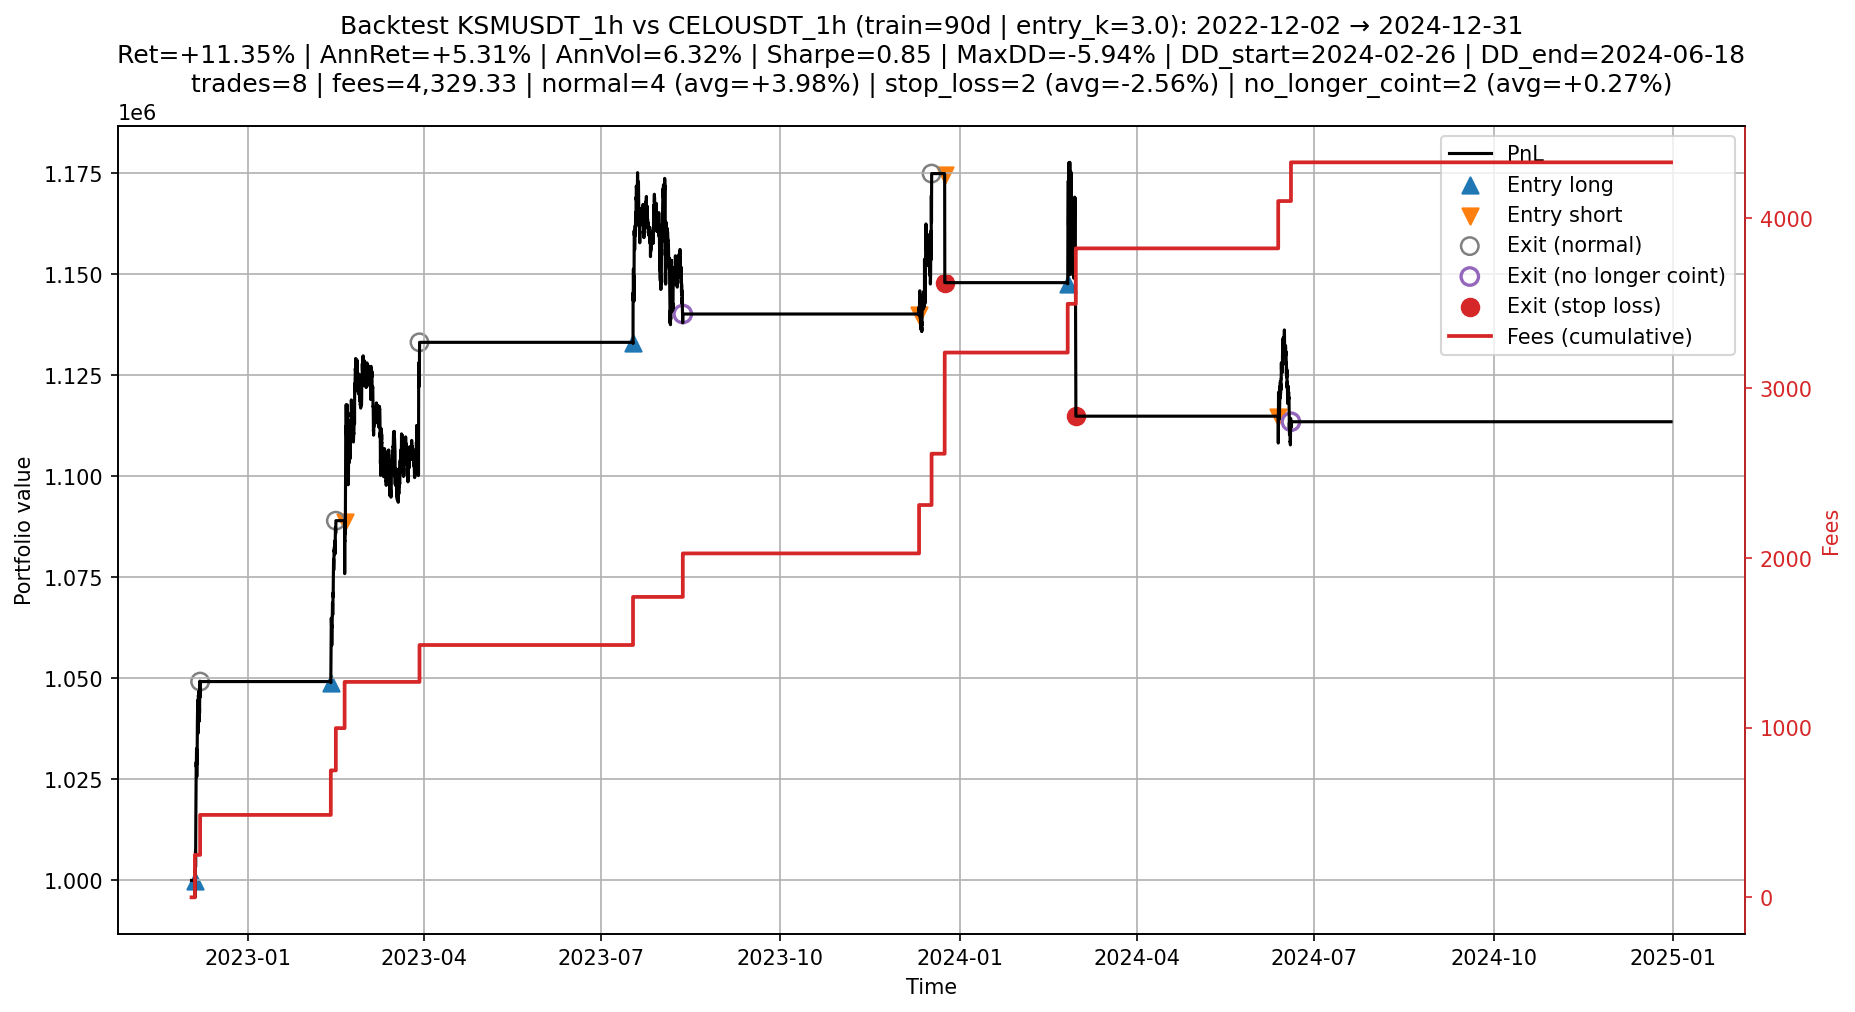 Backtest KSMUSDT_1h vs CELOUSDT_1h (train=90d | entry_k=3.0): 2022-12-02 → 2024-12-31
Ret=+11.35% | AnnRet=+5.31% | AnnVol=6.32% | Sharpe=0.85 | MaxDD=-5.94% | DD_start=2024-02-26 | DD_end=2024-06-18
trades=8 | fees=4,329.33 | normal=4 (avg=+3.98%) | stop_loss=2 (avg=-2.56%) | no_longer_coint=2 (avg=+0.27%)
1e6
1.175
1.150
1.125
1.100
1.075
1.050
1.025
1.000
Portfolio value
PnL
Entry long
Entry short
Exit (normal)
Exit (no longer coint)
Exit (stop loss)
Fees (cumulative)
4000
3000
2000
1000
0
Fees
2023-01
2023-04
2023-07
2023-10
2024-01
2024-04
2024-07
2024-10
2025-01
Time